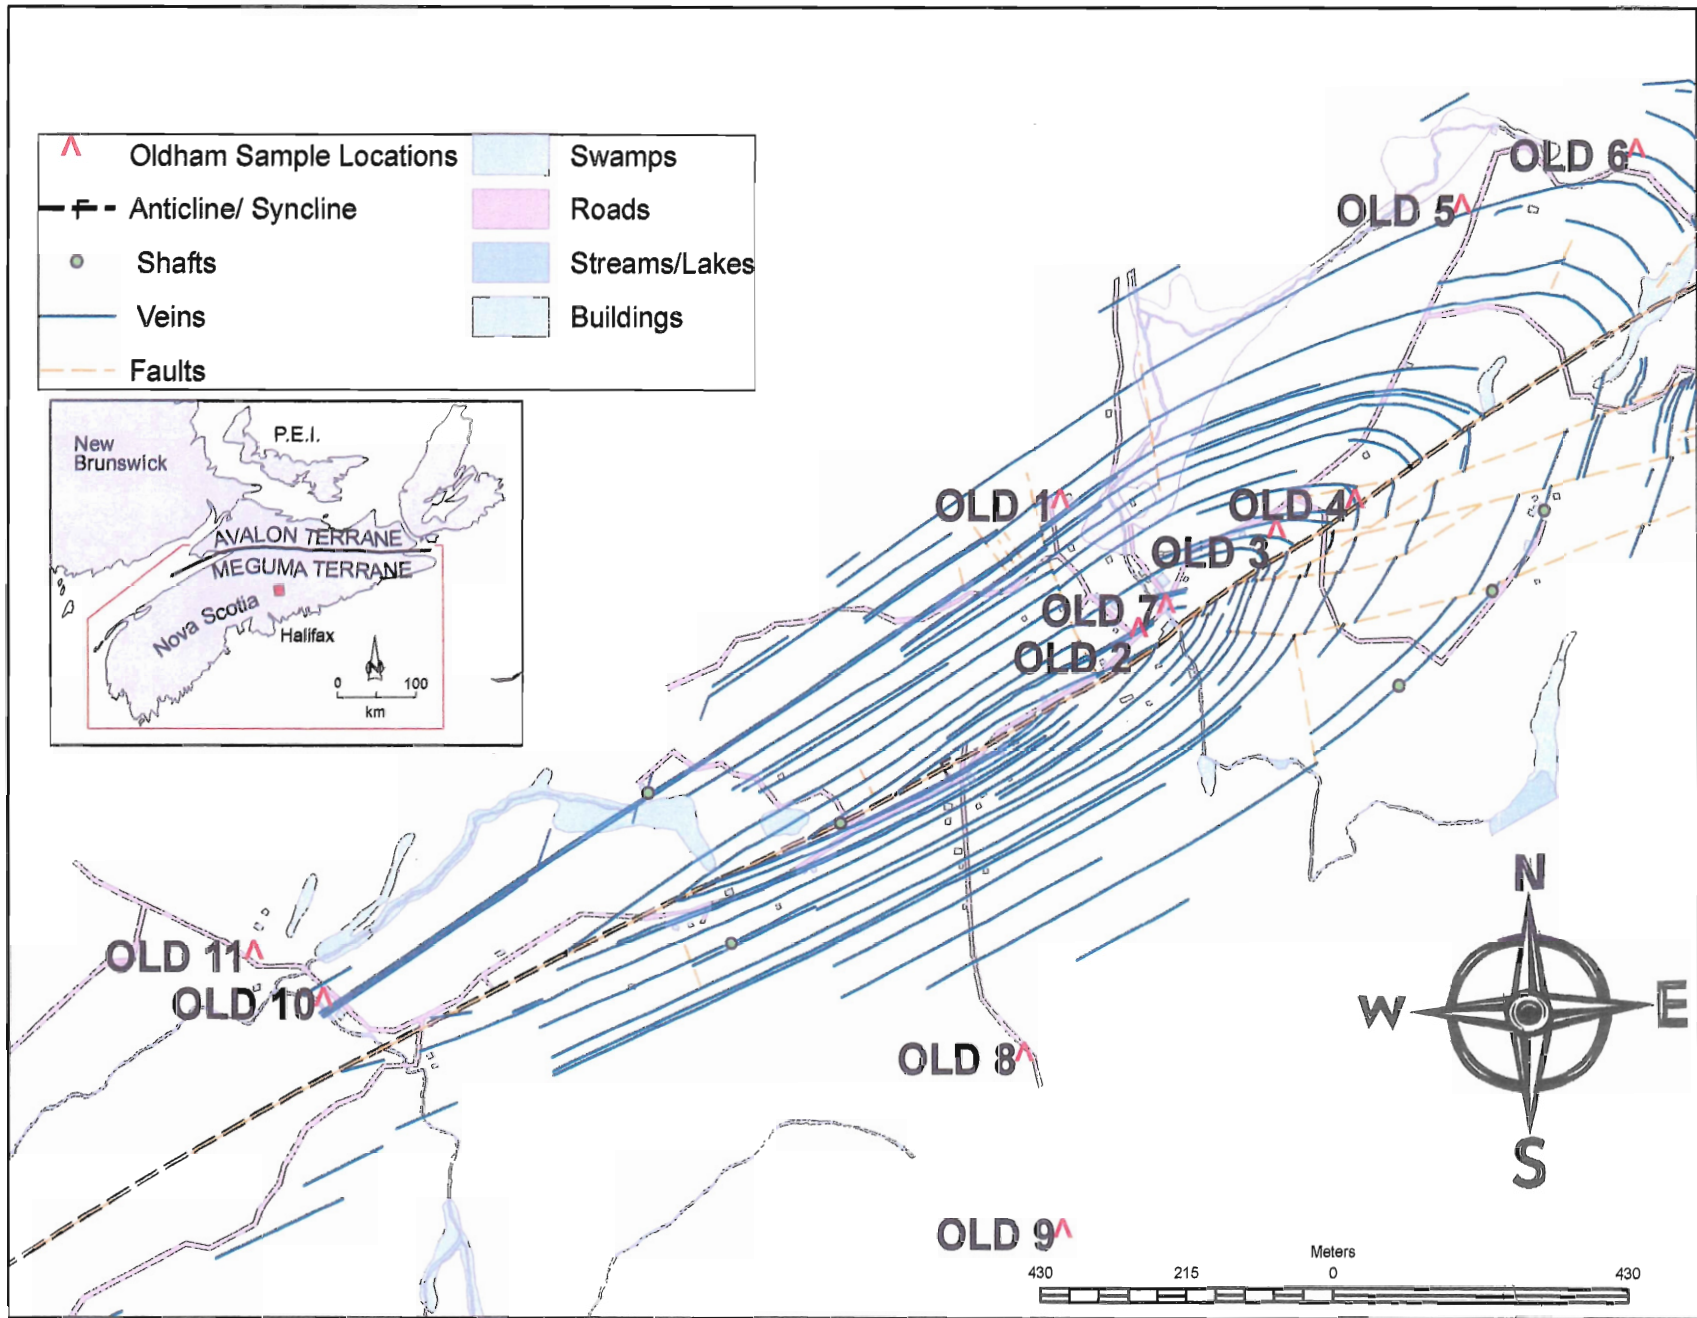 Oldham Sample Locations
Swamps
Anticline/ Syncline
Roads
Shafts
Streams/Lakes
Veins
Buildings
Faults
New
Brunswick
P.E.I.
AVALON TERRANE
MEGUMA TERRANE
Nova Scotia
Halifax
N
0 100
km
OLD 6
OLD 5
OLD 1
OLD 4
OLD 3
OLD 7
OLD 2
OLD 11
OLD 10
OLD 8
OLD 9
N
W
E
S
Meters
430 215 0 430